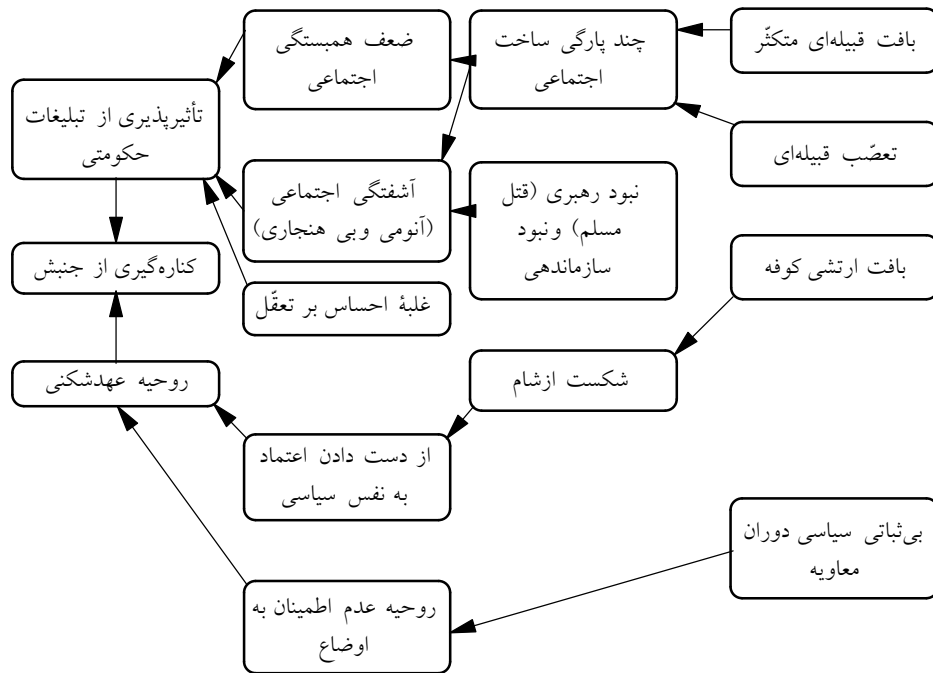 بافت قبیله‌ای متکثّر
تعصّب قبیله‌ای
بافت ارتشی کوفه
بی‌ثباتی سیاسی دوران
معاویه
چند پارگی ساخت
اجتماعی
نبود رهبری (قتل
مسلم) و نبود
سازماندهی
شکست ازشام
ضعف همبستگی
اجتماعی
آشفتگی اجتماعی
(آنومی وبی هنجاری)
غلبهٔ احساس بر تعقّل
از دست دادن اعتماد
به نفس سیاسی
روحیه عدم اطمینان به
اوضاع
تأثیرپذیری از تبلیغات
حکومتی
کناره‌گیری از جنبش
روحیه عهدشکنی